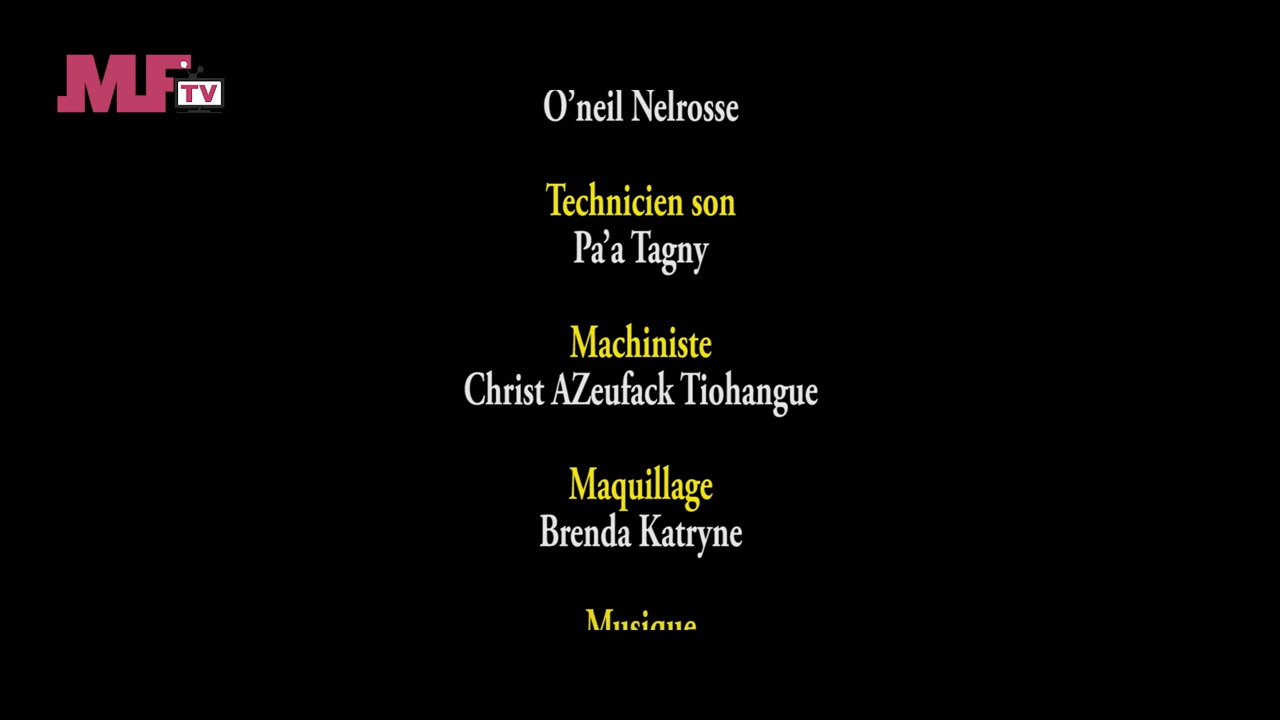 MF
TV
O’neil Nelrosse
Technicien son
Pa’a Tagny
Machiniste
Christ AZeufack Tiohangue
Maquillage
Brenda Katryne
Musique